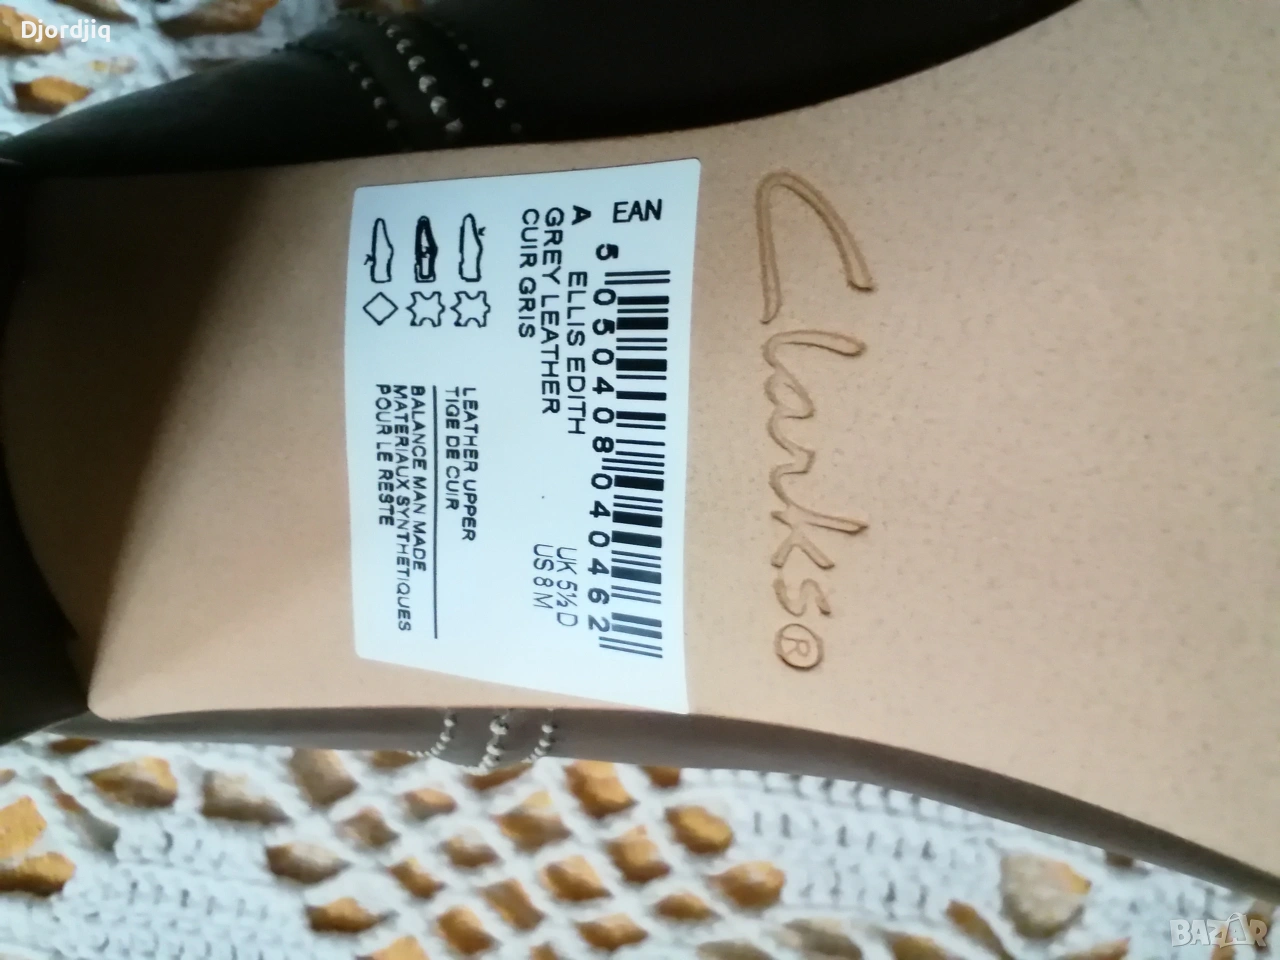 Djordjiq
Clarks®
EAN
5 050408 040462
A ELLIS EDITH
GREY LEATHER
CUIR GRIS
UK 5½ D
US 8 M
LEATHER UPPER
TIGE DE CUIR
BALANCE MAN MADE
MATERIAUX SYNTHETIQUES
POUR LE RESTE
BAZAR